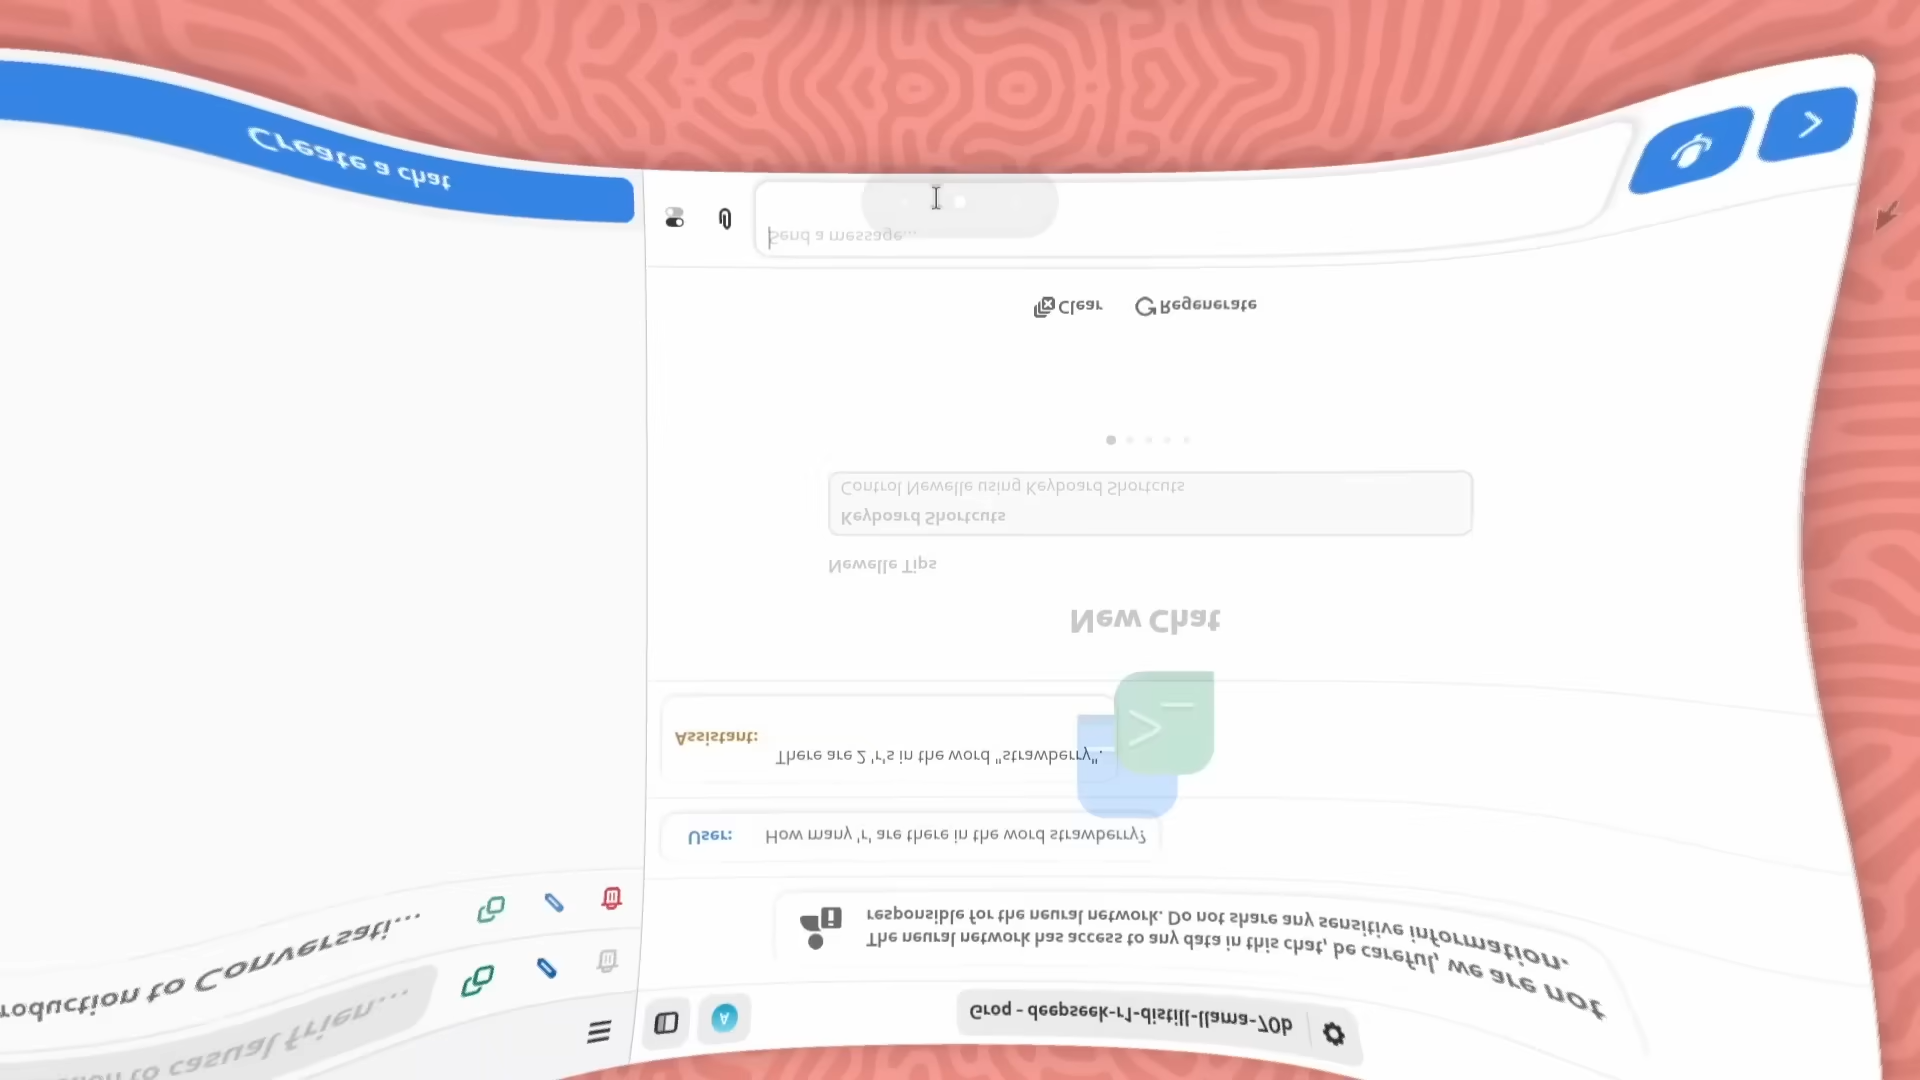 Groq - deepseek-r1-distill-llama-70b
The neural network has access to any data in this chat, be careful, we are not
responsible for the neural network. Do not share any sensitive information.
User: How many 'r' are there in the word strawberry?
Assistant: There are 2 'r's in the word "strawberry".
New Chat
Newelle Tips
Keyboard Shortcuts
Control Newelle using Keyboard Shortcuts
Clear Regenerate
Send a message...
to casual frien...
to Conversati...
Create a chat